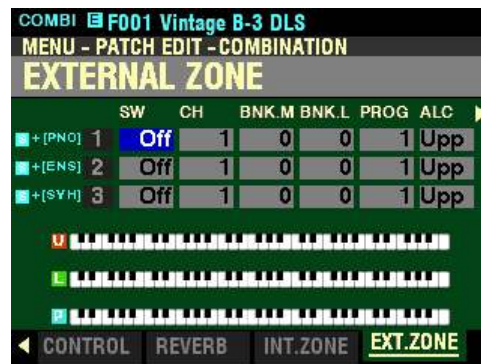 COMBI E F001 Vintage B-3 DLS
MENU - PATCH EDIT - COMBINATION
EXTERNAL ZONE
SW CH BNK.M BNK.L PROG ALC
S +[PNO] 1 Off 1 0 0 1 Upp
S +[ENS] 2 Off 1 0 0 1 Upp
S +[SYH] 3 Off 1 0 0 1 Upp
U
L
P
CONTROL REVERB INT.ZONE EXT.ZONE